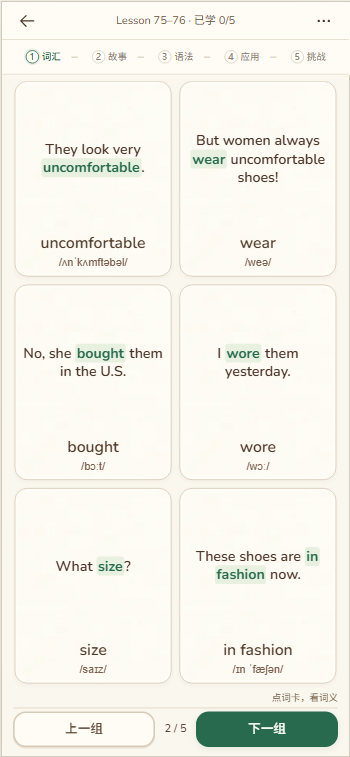 Lesson 75–76 · 已学 0/5
1 词汇 — 2 故事 — 3 语法 — 4 应用 — 5 挑战
They look very
uncomfortable.
uncomfortable
/ʌnˈkʌmftəbəl/
But women always
wear uncomfortable
shoes!
wear
/weə/
No, she bought them
in the U.S.
bought
/bɔːt/
I wore them
yesterday.
wore
/wɔː/
What size?
size
/saɪz/
These shoes are in
fashion now.
in fashion
/ɪn ˈfæʃən/
点词卡，看词义
上一组 2 / 5 下一组